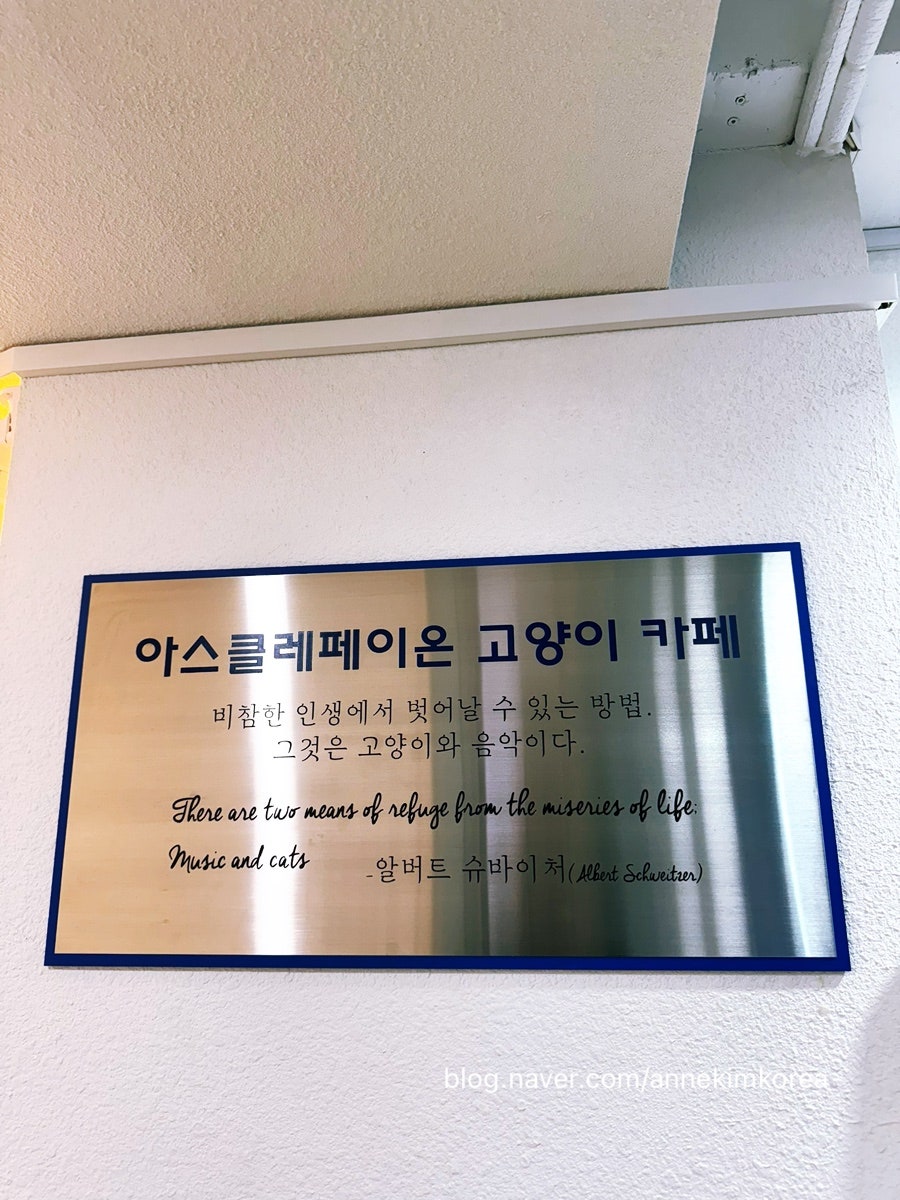 아스클레페이온 고양이 카페
비참한 인생에서 벗어날 수 있는 방법.
그것은 고양이와 음악이다.
There are two means of refuge from the miseries of life:
Music and cats
-알버트 슈바이처(Albert Schweitzer)
blog.naver.com/annekimkorea